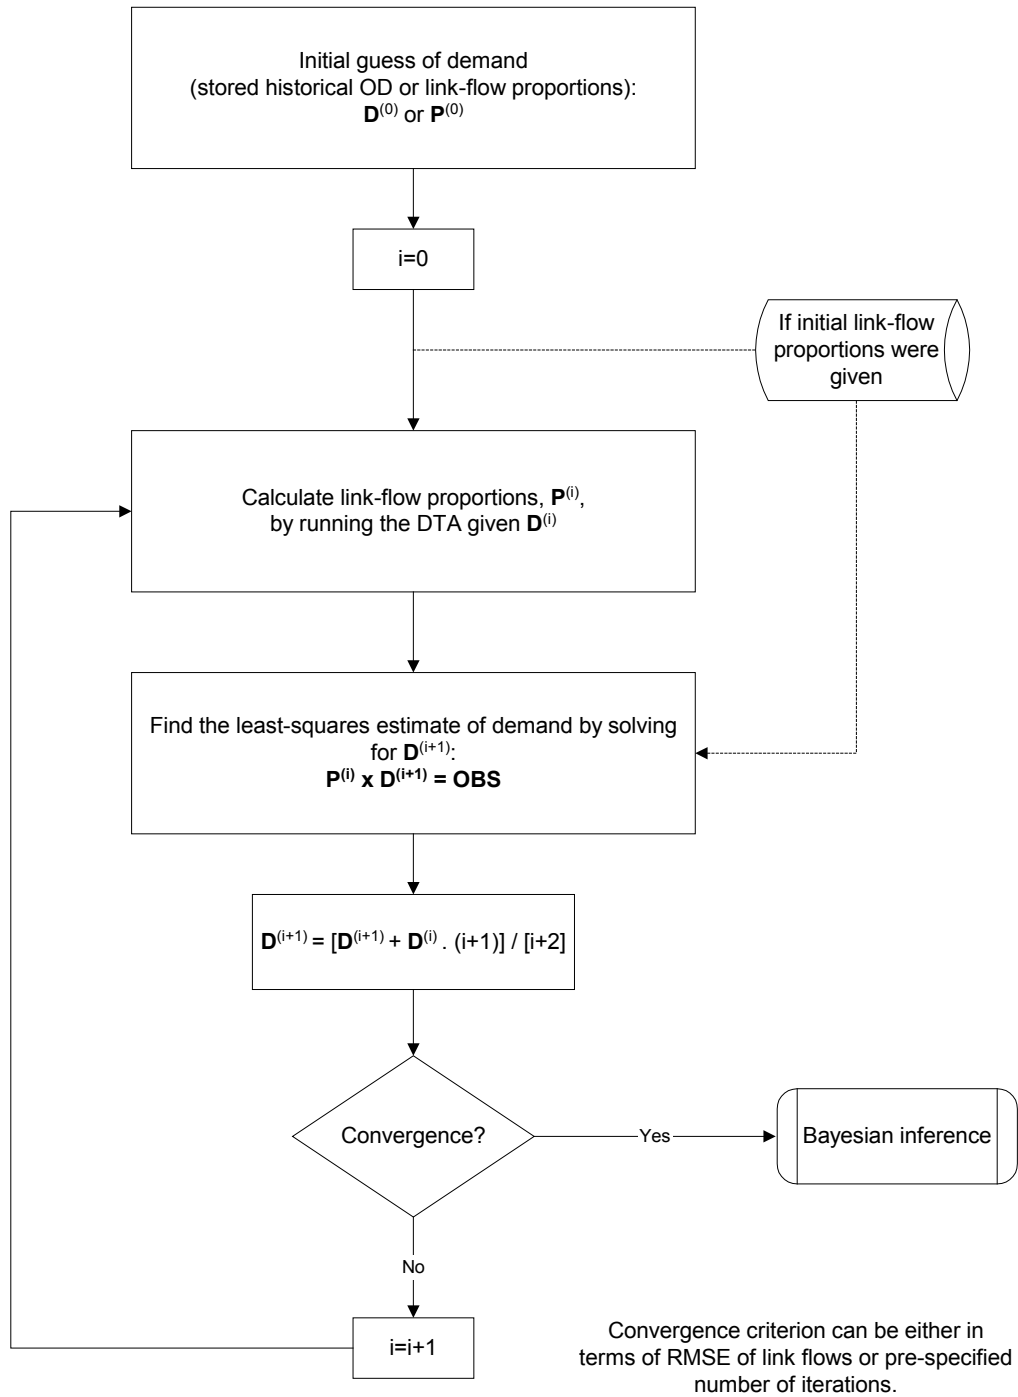 Initial guess of demand
(stored historical OD or link-flow proportions):
D^(0) or P^(0)
i=0
If initial link-flow
proportions were
given
Calculate link-flow proportions, P^(i),
by running the DTA given D^(i)
Find the least-squares estimate of demand by solving
for D^(i+1):
P^(i) x D^(i+1) = OBS
D^(i+1) = [D^(i+1) + D^(i) . (i+1)] / [i+2]
Convergence?
Yes
Bayesian inference
No
i=i+1
Convergence criterion can be either in
terms of RMSE of link flows or pre-specified
number of iterations.